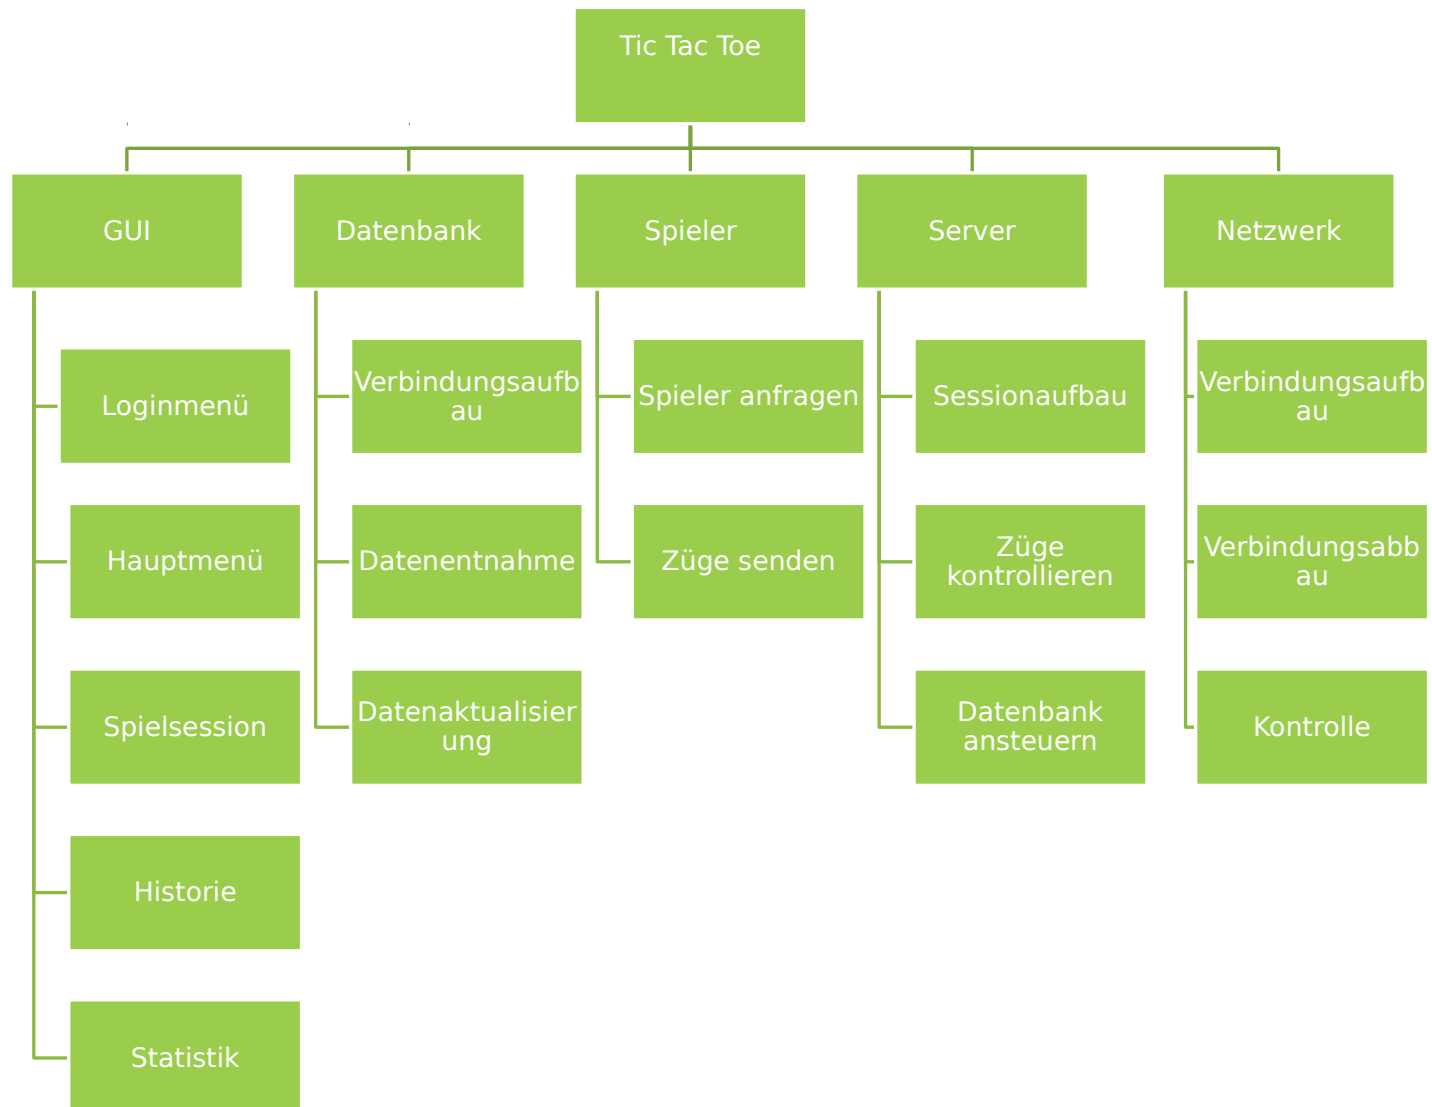 Tic Tac Toe
GUI
Datenbank
Spieler
Server
Netzwerk
Loginmenü
Hauptmenü
Spielsession
Historie
Statistik
Verbindungsaufb
au
Datenentnahme
Datenaktualisier
ung
Spieler anfragen
Züge senden
Sessionaufbau
Züge
kontrollieren
Datenbank
ansteuern
Verbindungsaufb
au
Verbindungsabb
au
Kontrolle